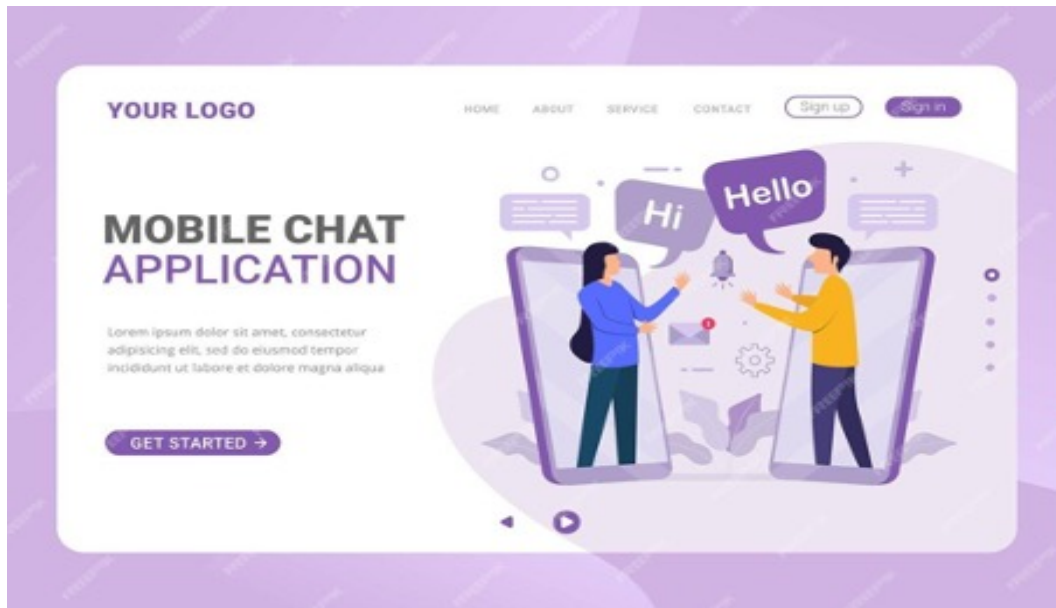 YOUR LOGO
HOME ABOUT SERVICE CONTACT Sign up Sign in
Hi Hello
MOBILE CHAT
APPLICATION
Lorem ipsum dolor sit amet, consectetur
adipisicing elit, sed do eiusmod tempor
incididunt ut labore et dolore magna aliqua
GET STARTED →